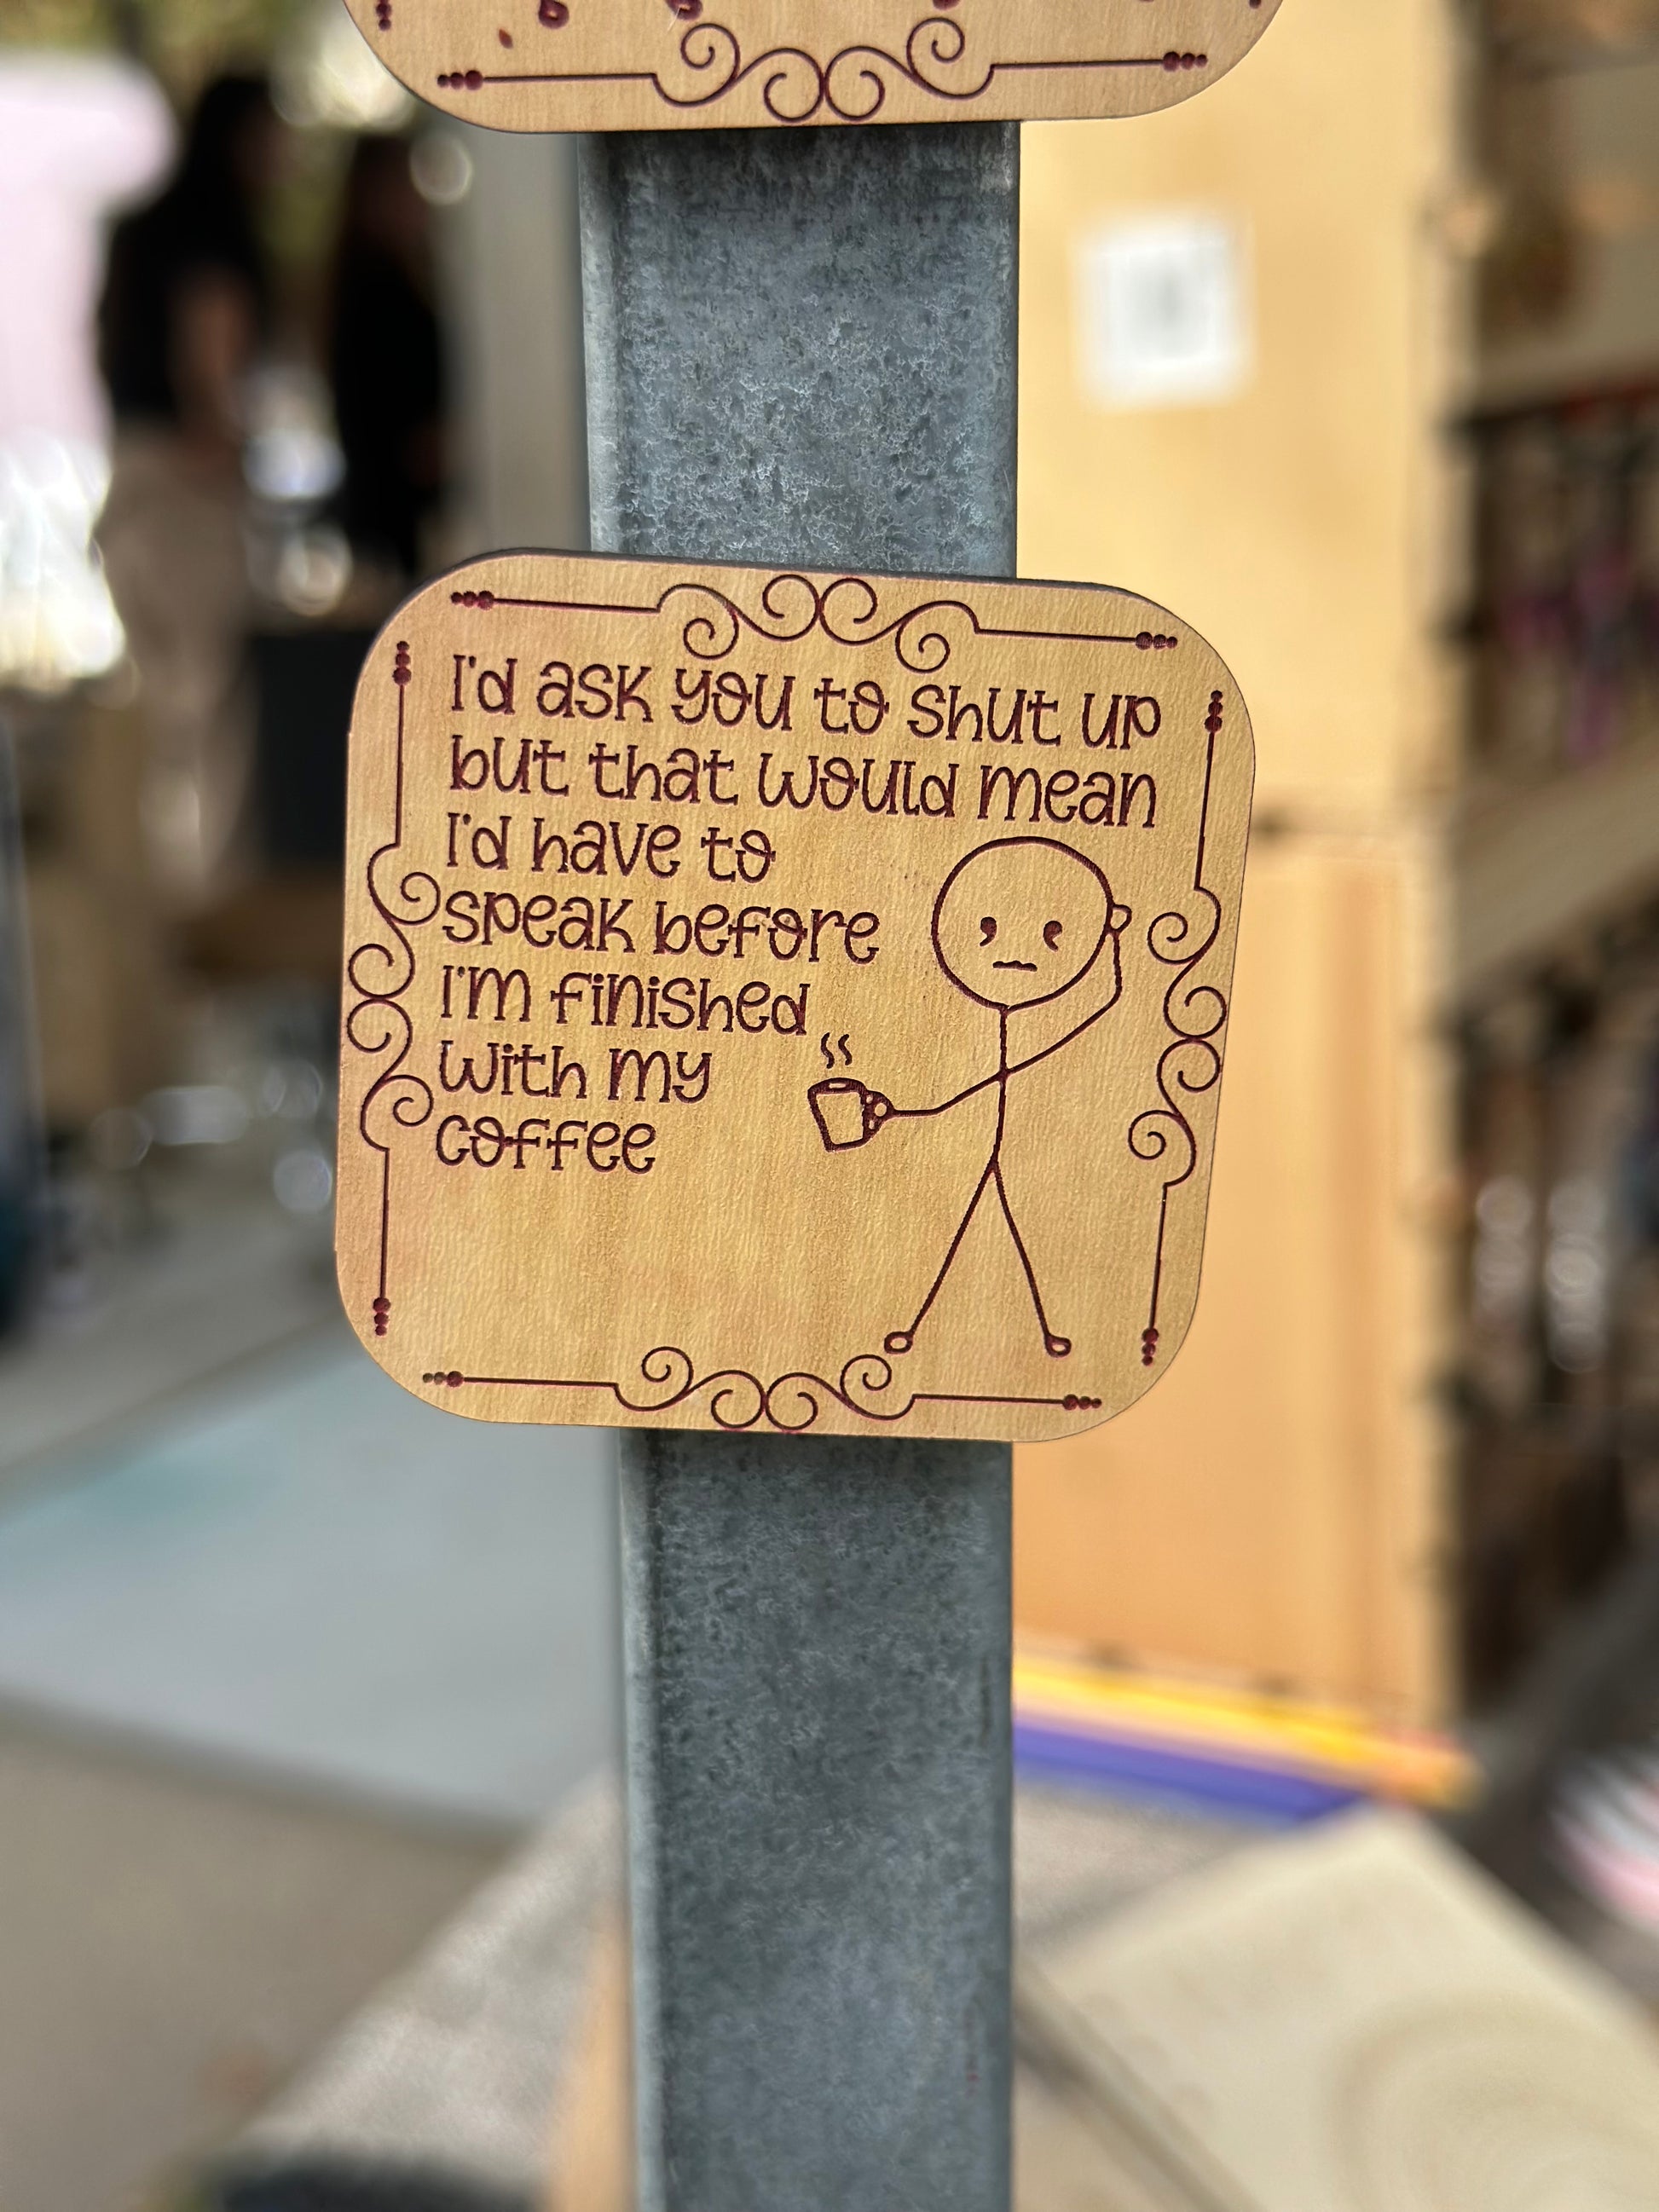 I'd ask you to shut up
but that would mean
I'd have to
speak before
I'm finished
with my
coffee